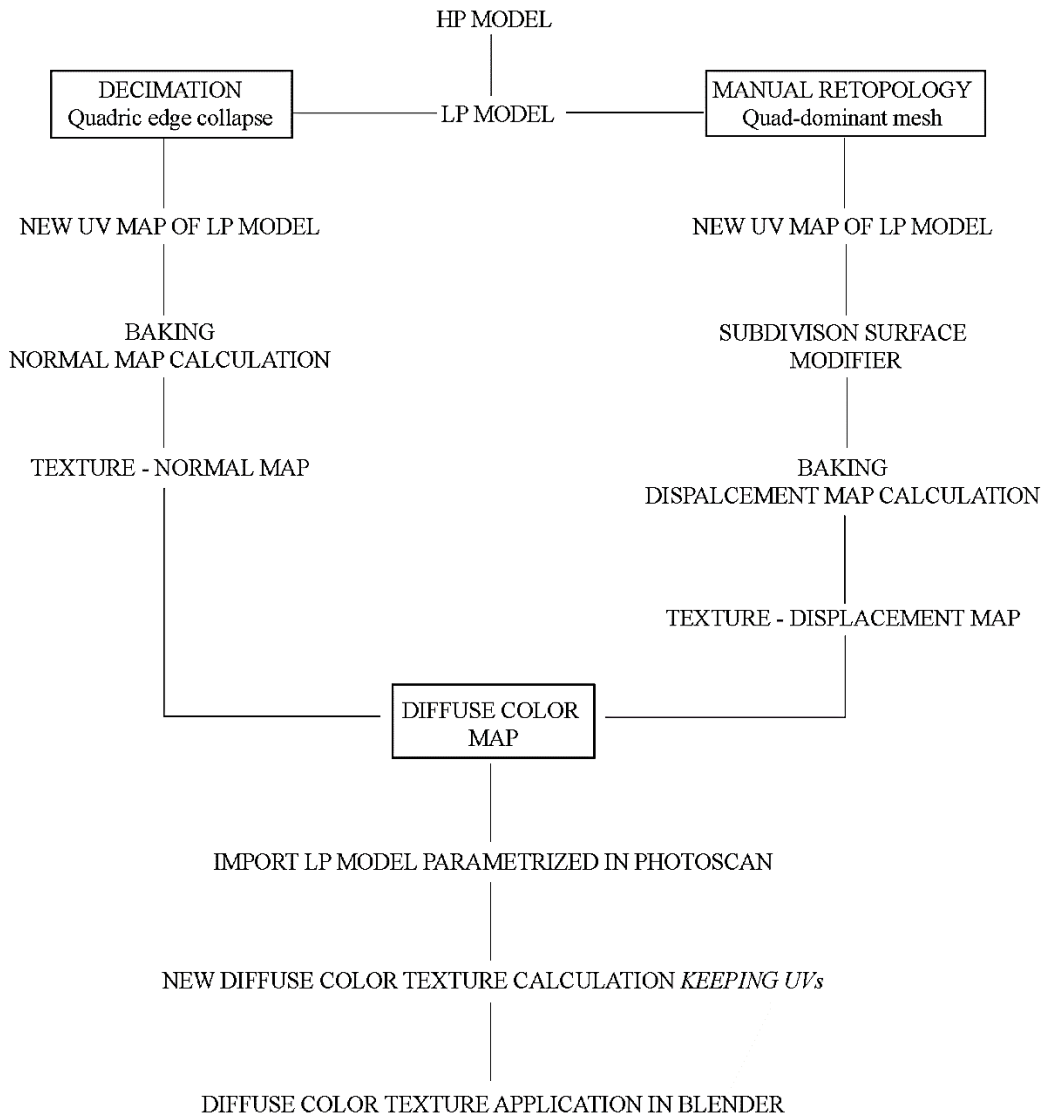 HP MODEL
DECIMATION
Quadric edge collapse
LP MODEL
MANUAL RETOPOLOGY
Quad-dominant mesh
NEW UV MAP OF LP MODEL
NEW UV MAP OF LP MODEL
BAKING
NORMAL MAP CALCULATION
SUBDIVISON SURFACE
MODIFIER
TEXTURE - NORMAL MAP
BAKING
DISPALCEMENT MAP CALCULATION
TEXTURE - DISPLACEMENT MAP
DIFFUSE COLOR
MAP
IMPORT LP MODEL PARAMETRIZED IN PHOTOSCAN
NEW DIFFUSE COLOR TEXTURE CALCULATION KEEPING UVs
DIFFUSE COLOR TEXTURE APPLICATION IN BLENDER